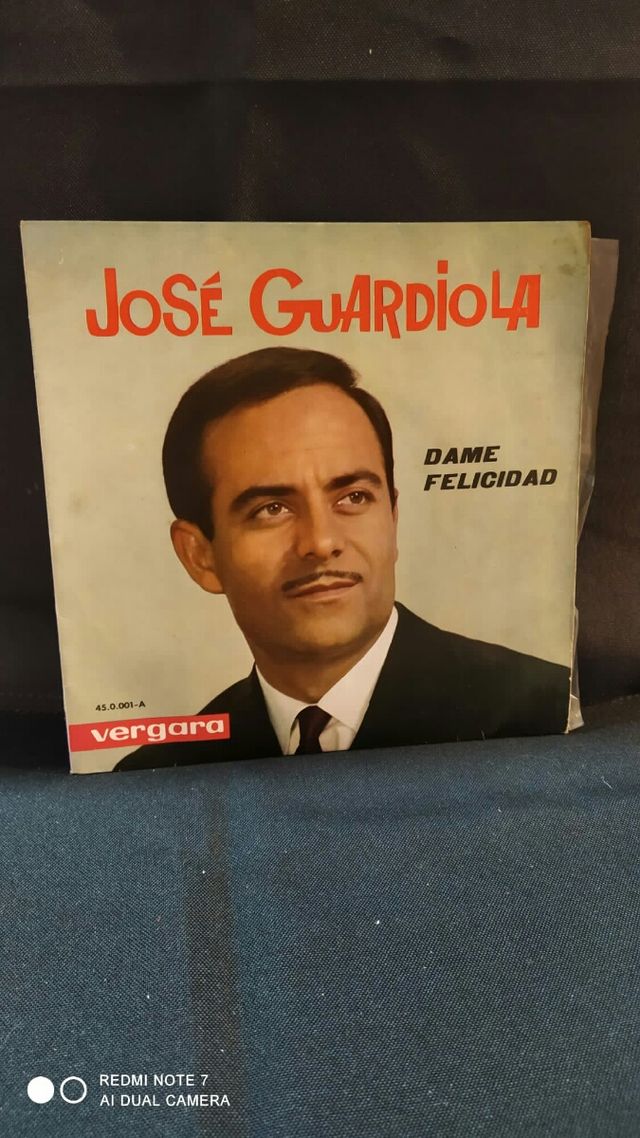 JOSÉ GUARDIOLA
DAME
FELICIDAD
45.0.001-A
vergara
REDMI NOTE 7
AI DUAL CAMERA